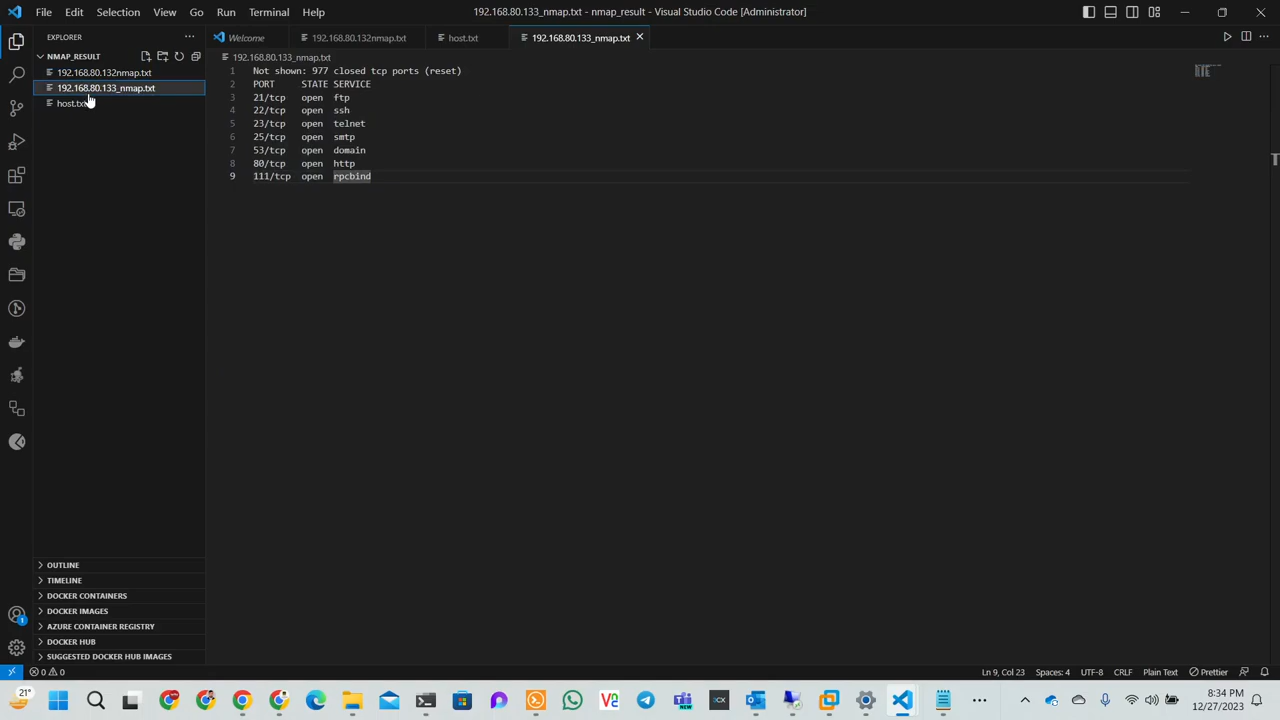 File Edit Selection View Go Run Terminal Help
192.168.80.133_nmap.txt - nmap_result - Visual Studio Code [Administrator]
EXPLORER
NMAP_RESULT
192.168.80.132nmap.txt
192.168.80.133_nmap.txt
host.txt
Welcome
192.168.80.132nmap.txt
host.txt
192.168.80.133_nmap.txt
192.168.80.133_nmap.txt
1 Not shown: 977 closed tcp ports (reset)
2 PORT STATE SERVICE
3 21/tcp open ftp
4 22/tcp open ssh
5 23/tcp open telnet
6 25/tcp open smtp
7 53/tcp open domain
8 80/tcp open http
9 111/tcp open rpcbind
OUTLINE
TIMELINE
DOCKER CONTAINERS
DOCKER IMAGES
AZURE CONTAINER REGISTRY
DOCKER HUB
SUGGESTED DOCKER HUB IMAGES
1
0 0
Ln 9, Col 23 Spaces: 4 UTF-8 CRLF Plain Text Prettier
21°
NEW
8:34 PM
12/27/2023